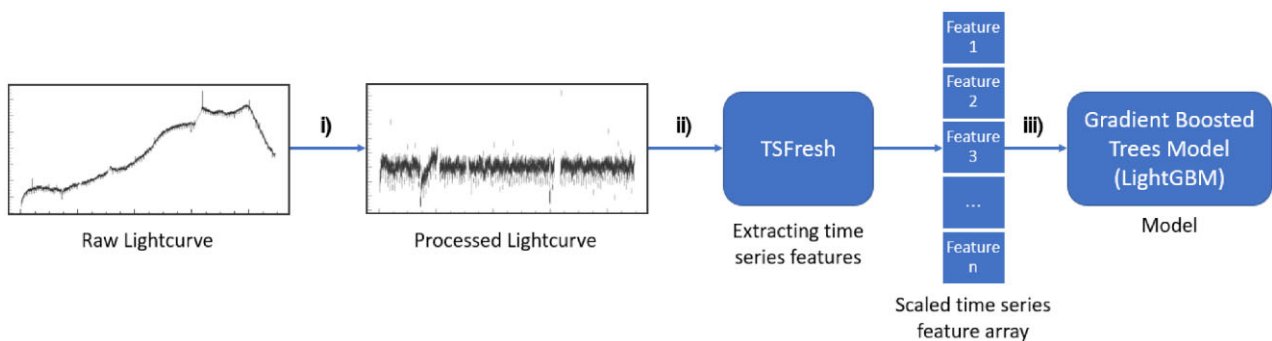 Raw Lightcurve
i)
Processed Lightcurve
ii)
TSFresh
Extracting time
series features
Feature
1
Feature
2
Feature
3
...
Feature
n
Scaled time series
feature array
iii)
Gradient Boosted
Trees Model
(LightGBM)
Model